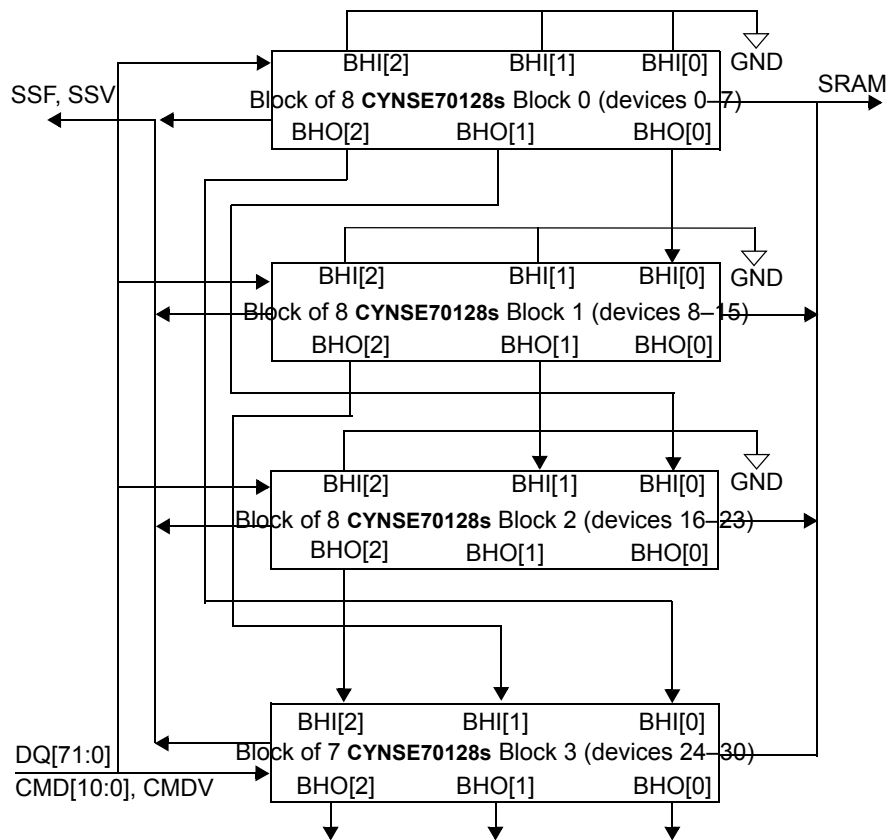 BHI[2] BHI[1] BHI[0] GND
SSF, SSV SRAM
Block of 8 CYNSE70128s Block 0 (devices 0–7)
BHO[2] BHO[1] BHO[0]
BHI[2] BHI[1] BHI[0] GND
Block of 8 CYNSE70128s Block 1 (devices 8–15)
BHO[2] BHO[1] BHO[0]
BHI[2] BHI[1] BHI[0] GND
Block of 8 CYNSE70128s Block 2 (devices 16–23)
BHO[2] BHO[1] BHO[0]
BHI[2] BHI[1] BHI[0]
DQ[71:0] Block of 7 CYNSE70128s Block 3 (devices 24–30)
CMD[10:0], CMDV BHO[2] BHO[1] BHO[0]